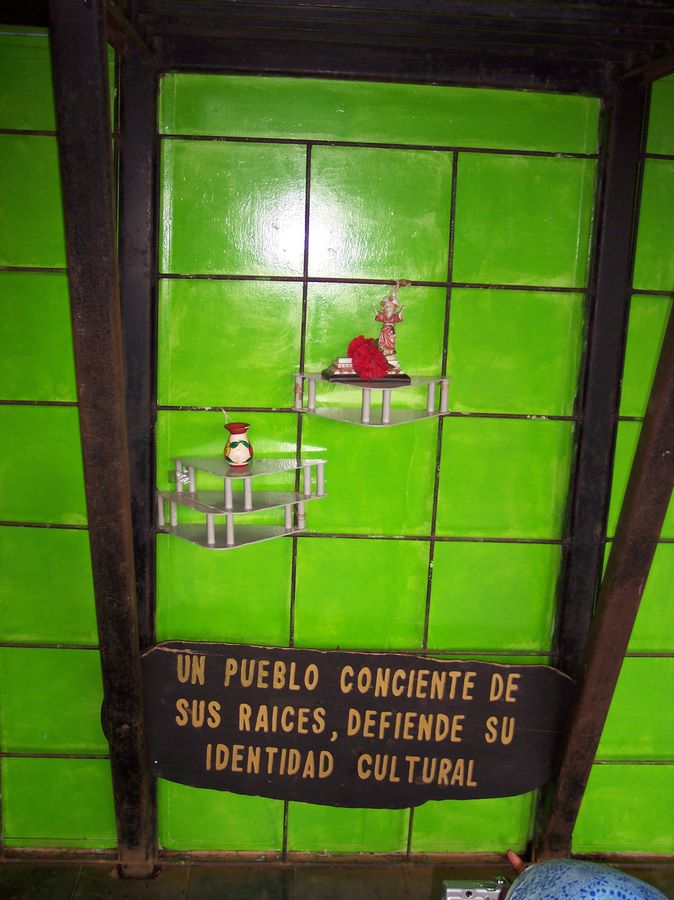 UN PUEBLO CONCIENTE DE
SUS RAICES, DEFIENDE SU
IDENTIDAD CULTURAL